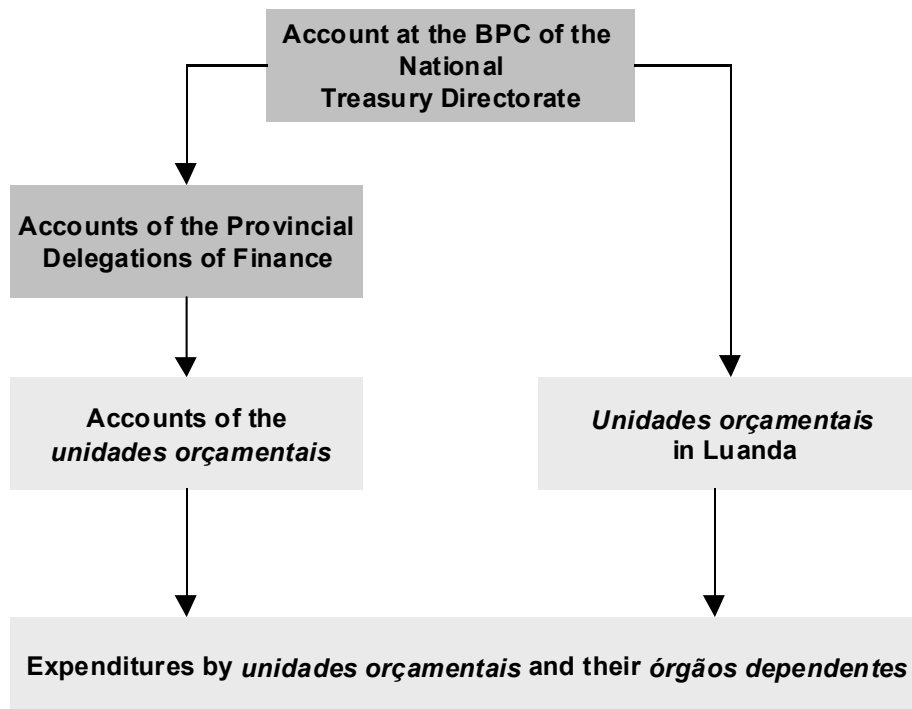 Account at the BPC of the
National
Treasury Directorate
Accounts of the Provincial
Delegations of Finance
Accounts of the
unidades orçamentais
Unidades orçamentais
in Luanda
Expenditures by unidades orçamentais and their órgãos dependentes